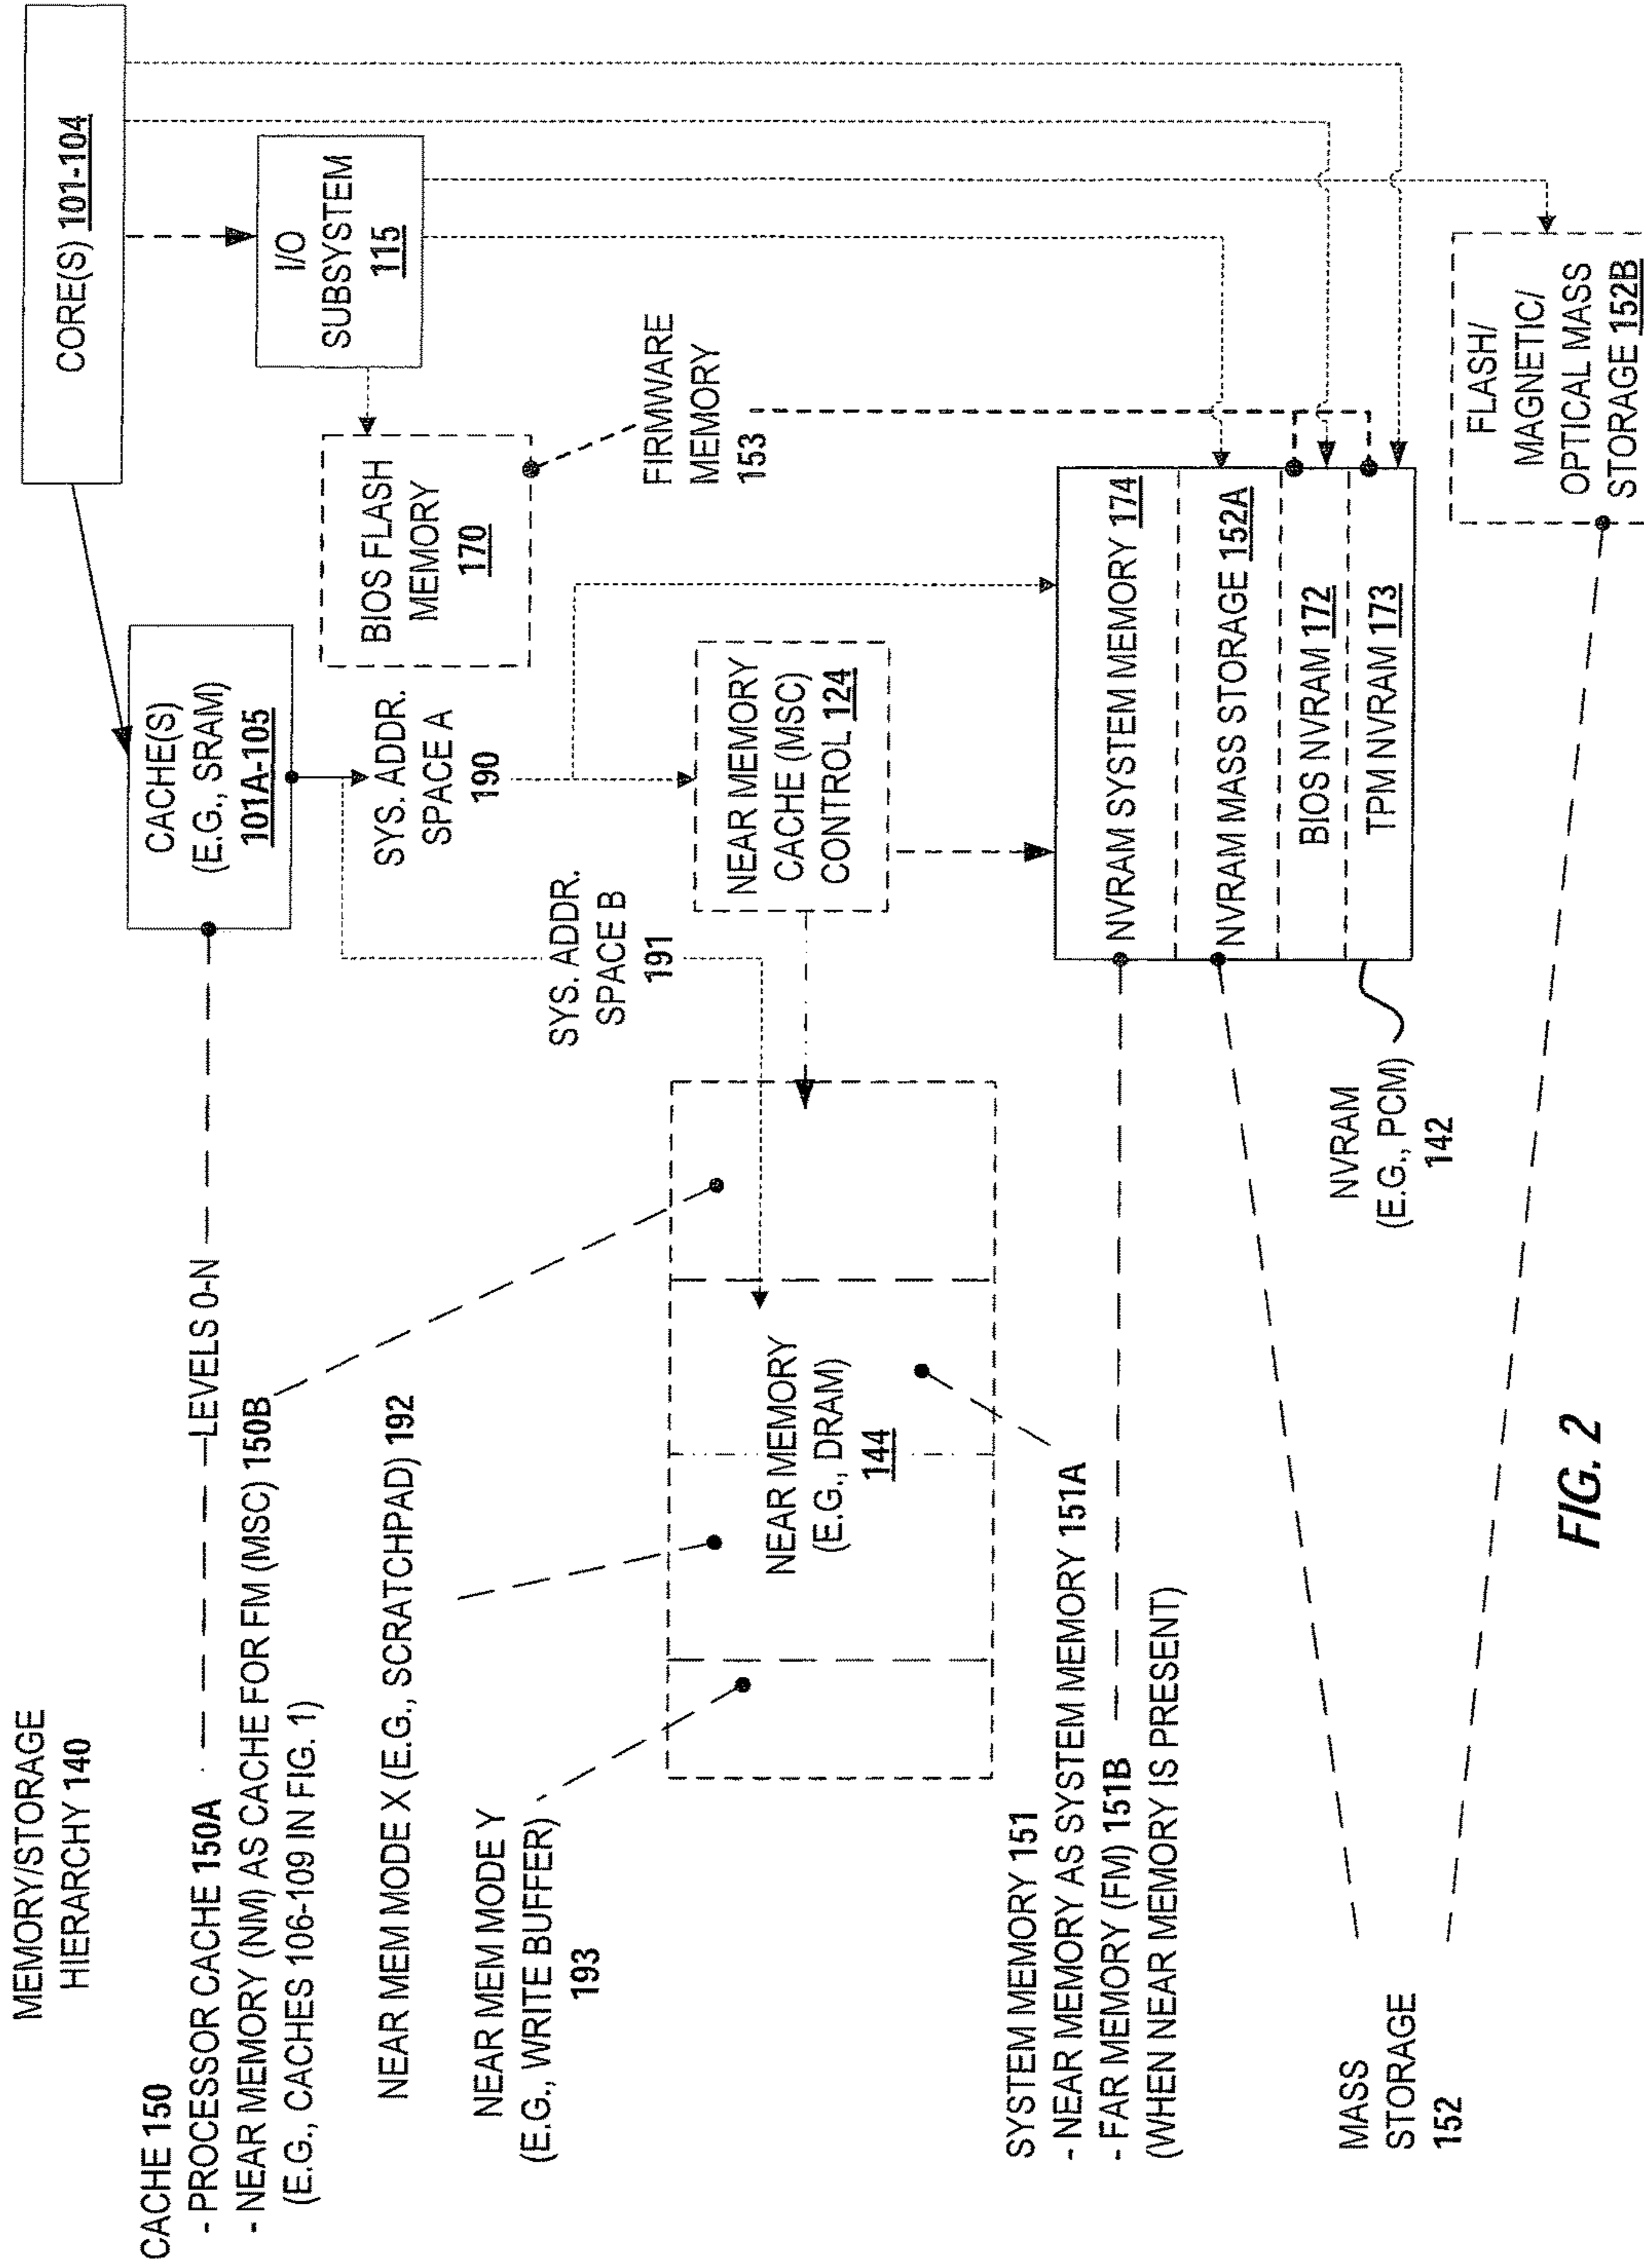 MEMORY/STORAGE
HIERARCHY 140
CORE(S) 101-104
CACHE 150
- PROCESSOR CACHE 150A
LEVELS 0-N
- NEAR MEMORY (NM) AS CACHE FOR FM (MSC) 150B
(E.G., CACHES 106-109 IN FIG. 1)
CACHE(S)
(E.G., SRAM)
101A-105
I/O
SUBSYSTEM
115
BIOS FLASH
MEMORY
170
SYS. ADDR.
SPACE A
190
NEAR MEM MODE X (E.G., SCRATCHPAD) 192
NEAR MEM MODE Y
(E.G., WRITE BUFFER)
193
SYS. ADDR.
SPACE B
191
FIRMWARE
MEMORY
153
NEAR MEMORY
CACHE (MSC)
CONTROL 124
NEAR MEMORY
(E.G., DRAM)
144
SYSTEM MEMORY 151
- NEAR MEMORY AS SYSTEM MEMORY 151A
- FAR MEMORY (FM) 151B
(WHEN NEAR MEMORY IS PRESENT)
NVRAM SYSTEM MEMORY 174
NVRAM MASS STORAGE 152A
BIOS NVRAM 172
TPM NVRAM 173
NVRAM
(E.G., PCM)
142
MASS
STORAGE
152
FLASH/
MAGNETIC/
OPTICAL MASS
STORAGE 152B
FIG. 2